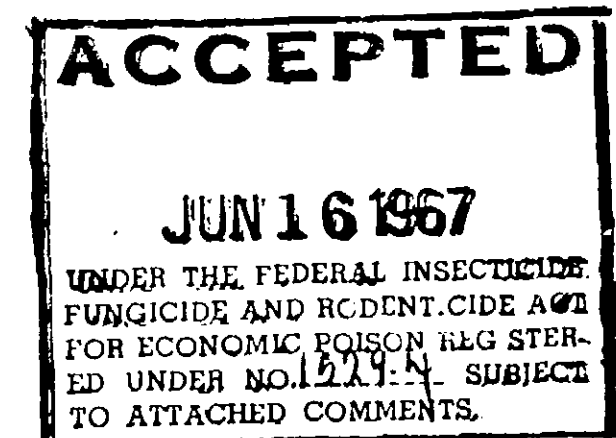 ACCEPTED
JUN 16 1967
UNDER THE FEDERAL INSECTICIDE
FUNGICIDE AND RODENTICIDE ACT
FOR ECONOMIC POISON REGISTER-
ED UNDER NO. SUBJECT
TO ATTACHED COMMENTS.